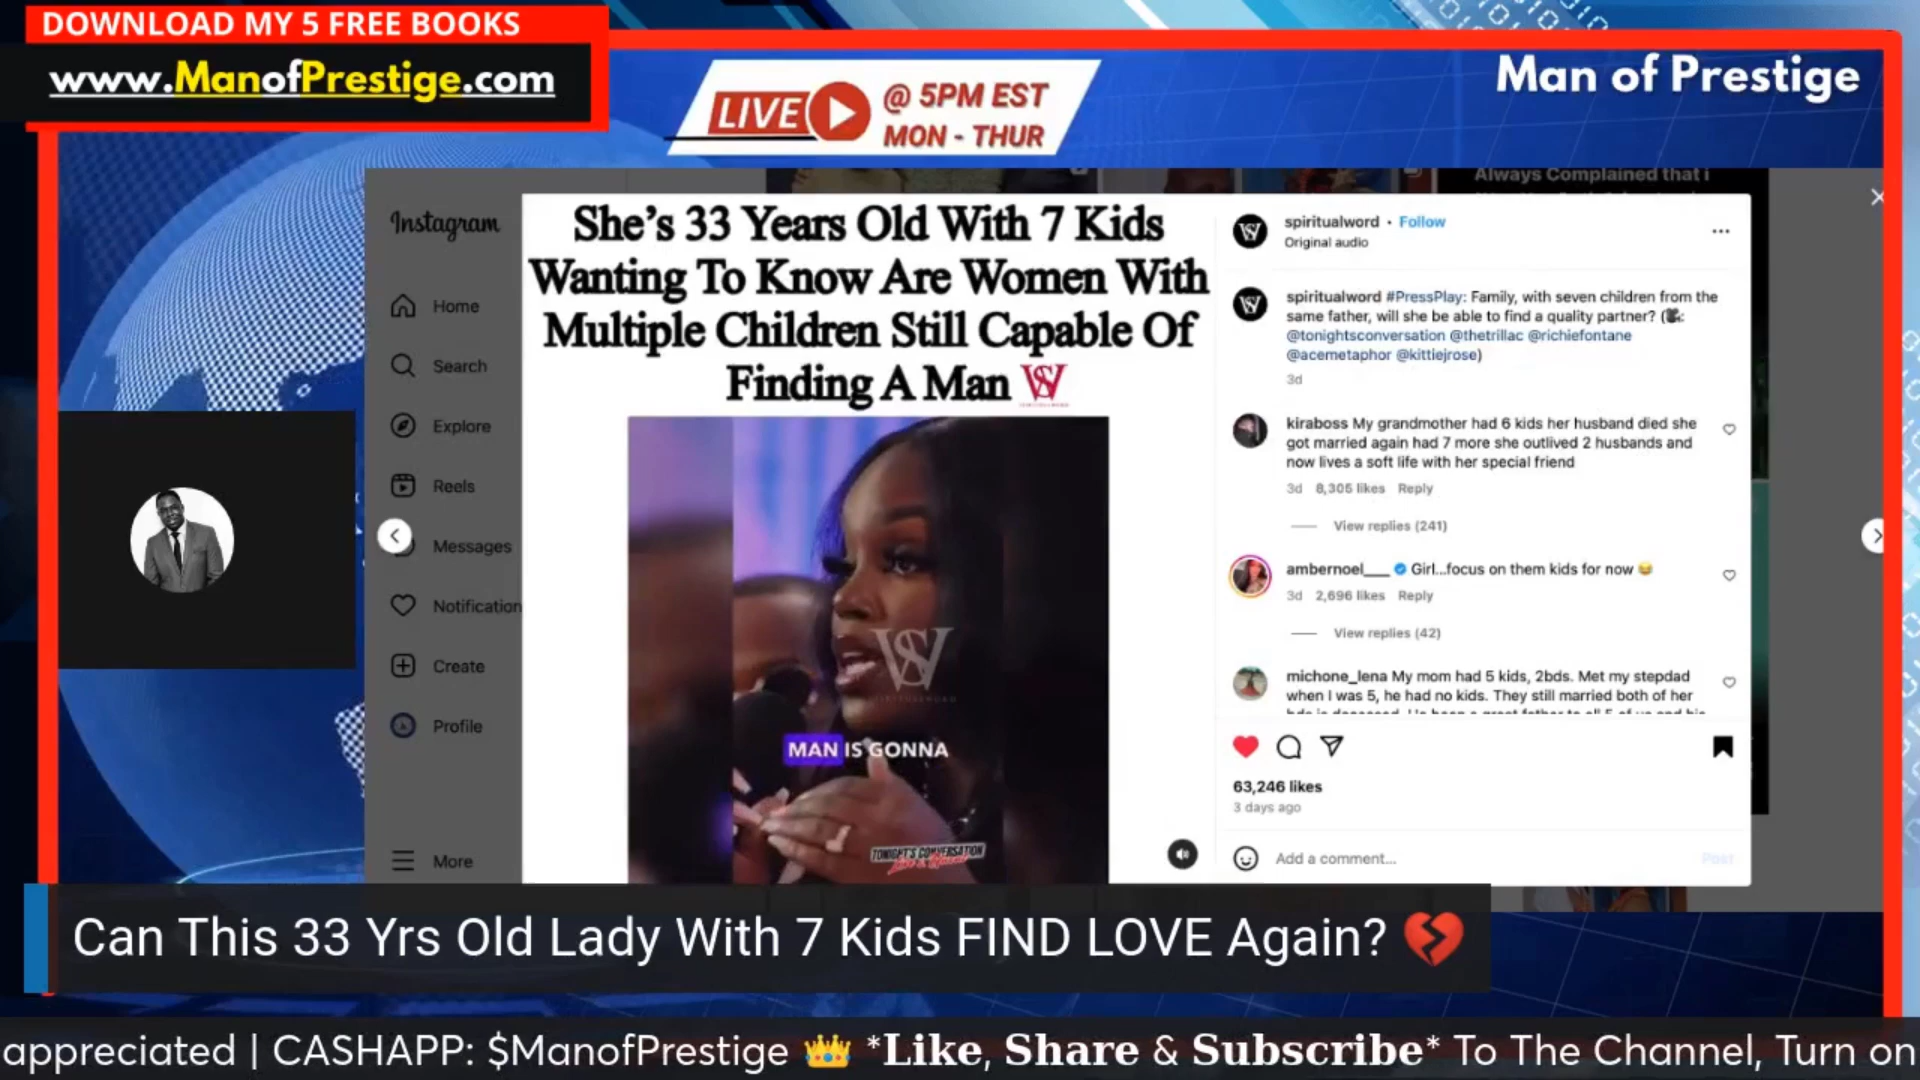 DOWNLOAD MY 5 FREE BOOKS
www.ManofPrestige.com
LIVE @ 5PM EST
MON - THUR
Man of Prestige
Always Complained that i
Instagram
Home
Search
Explore
Reels
Messages
Notification
Create
Profile
More
She's 33 Years Old With 7 Kids
Wanting To Know Are Women With
Multiple Children Still Capable Of
Finding A Man
MAN IS GONNA
TONIGHT'S CONVERSATION
spiritualword • Follow
Original audio
spiritualword #PressPlay: Family, with seven children from the
same father, will she be able to find a quality partner? (🎥:
@tonightsconversation @thetrillac @richiefontane
@acemetaphor @kittiejrose)
3d
kiraboss My grandmother had 6 kids her husband died she
got married again had 7 more she outlived 2 husbands and
now lives a soft life with her special friend
3d 8,305 likes Reply
View replies (241)
ambernoel___ Girl...focus on them kids for now 😂
3d 2,696 likes Reply
View replies (42)
michone_lena My mom had 5 kids, 2bds. Met my stepdad
when I was 5, he had no kids. They still married both of her
63,246 likes
3 days ago
Add a comment...
Post
Can This 33 Yrs Old Lady With 7 Kids FIND LOVE Again? 💔
appreciated | CASHAPP: $ManofPrestige 👑 *Like, Share & Subscribe* To The Channel, Turn on